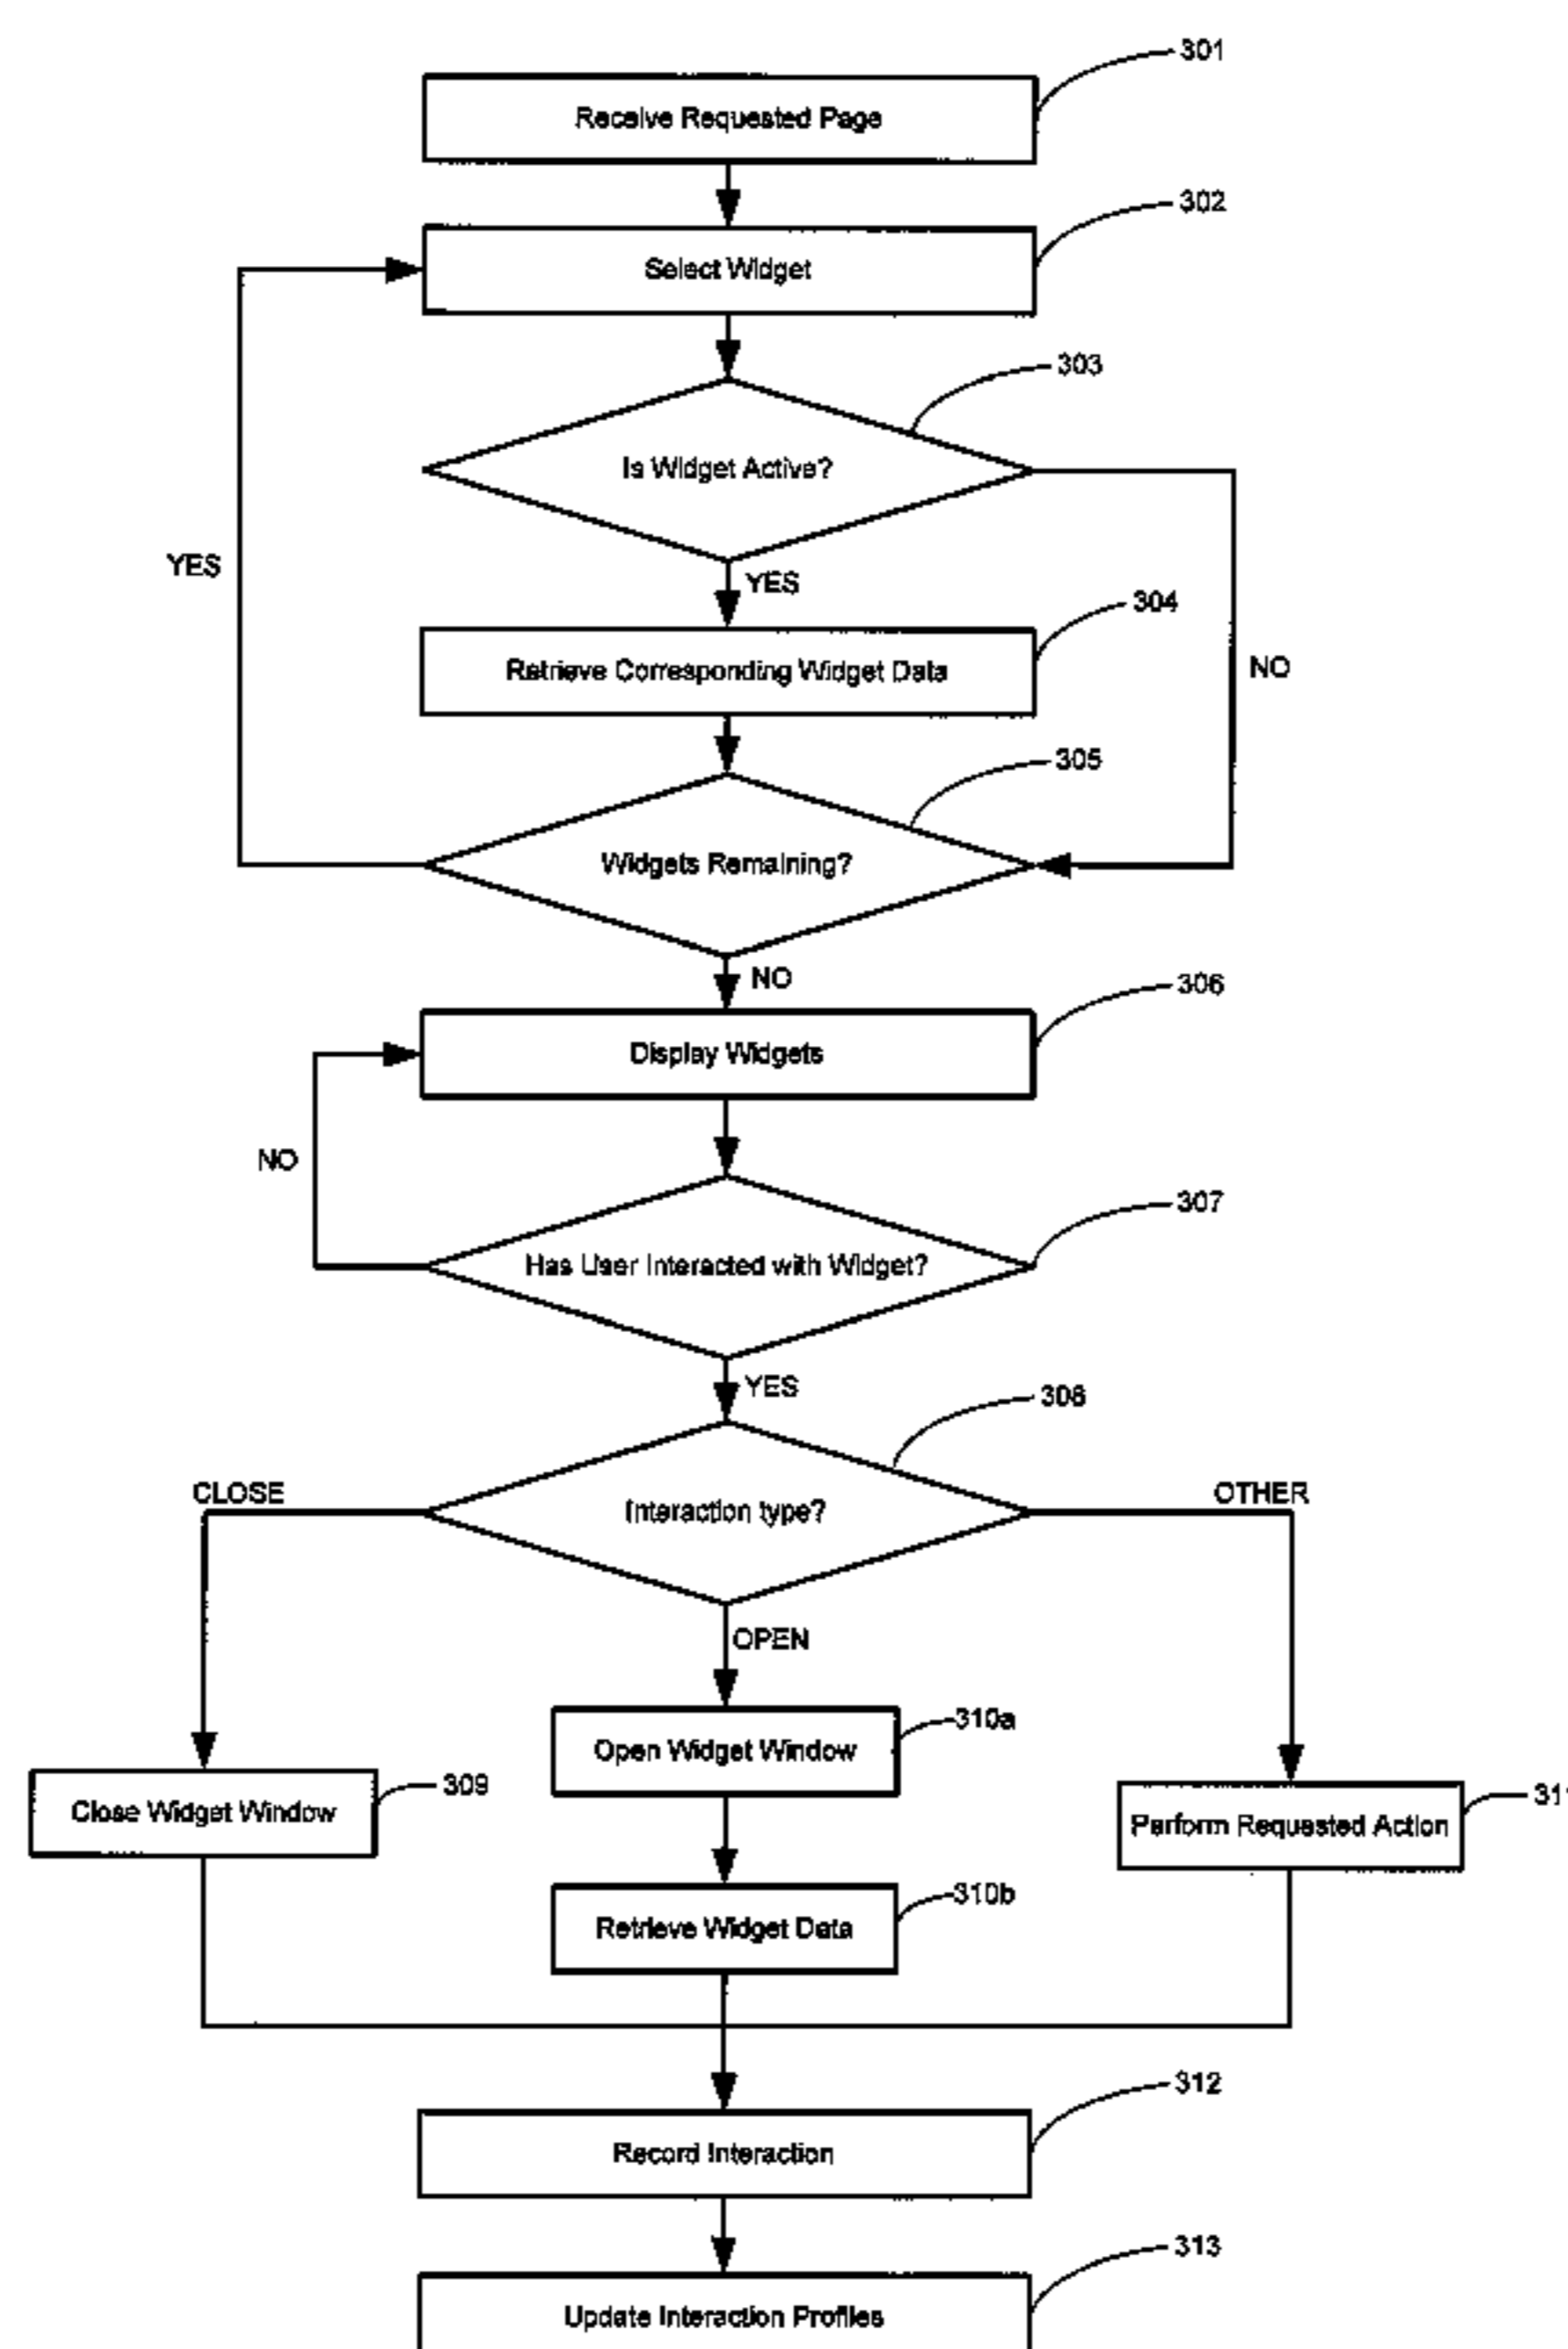 301
Receive Requested Page
302
Select Widget
303
Is Widget Active?
YES
YES
304
Retrieve Corresponding Widget Data
NO
305
Widgets Remaining?
NO
306
Display Widgets
NO
307
Has User Interacted with Widget?
YES
308
CLOSE
OTHER
Interaction type?
OPEN
310a
Open Widget Window
309
Close Widget Window
Perform Requested Action
310b
Retrieve Widget Data
312
Record Interaction
313
Update Interaction Profiles